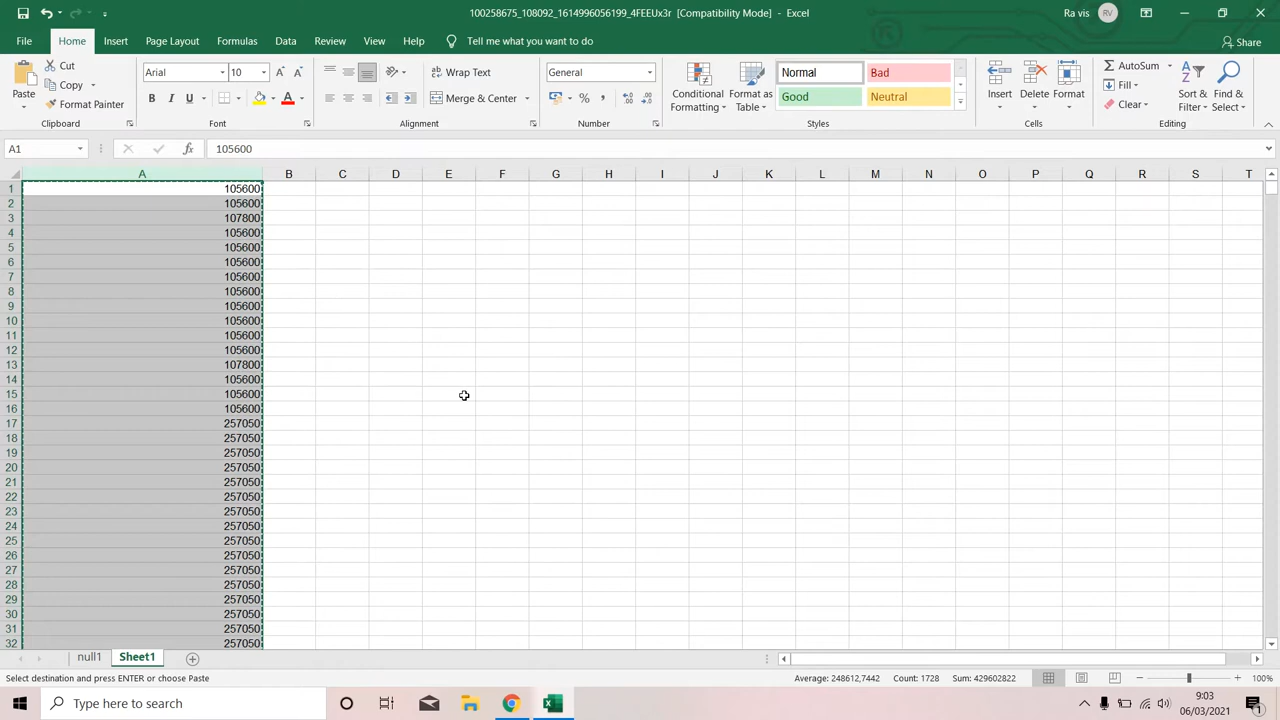 100258675_108092_1614996056199_4FEEUx3r [Compatibility Mode] - Excel
Ra vis RV
File Home Insert Page Layout Formulas Data Review View Help Tell me what you want to do Share
Paste
Cut
Copy
Format Painter
Clipboard
Arial 10
B I U A
Font
Wrap Text
Merge & Center
Alignment
General
% ,
Number
Conditional Formatting
Format as Table
Normal Bad
Good Neutral
Styles
Insert Delete Format
Cells
AutoSum
Fill
Clear
Sort & Filter
Find & Select
Editing
A1 fx 105600
A B C D E F G H I J K L M N O P Q R S T
1 105600
2 105600
3 107800
4 105600
5 105600
6 105600
7 105600
8 105600
9 105600
10 105600
11 105600
12 105600
13 107800
14 105600
15 105600
16 105600
17 257050
18 257050
19 257050
20 257050
21 257050
22 257050
23 257050
24 257050
25 257050
26 257050
27 257050
28 257050
29 257050
30 257050
31 257050
32 257050
null1 Sheet1
Select destination and press ENTER or choose Paste Average: 248612,7442 Count: 1728 Sum: 429602822 100%
Type here to search
9:03
06/03/2021
1